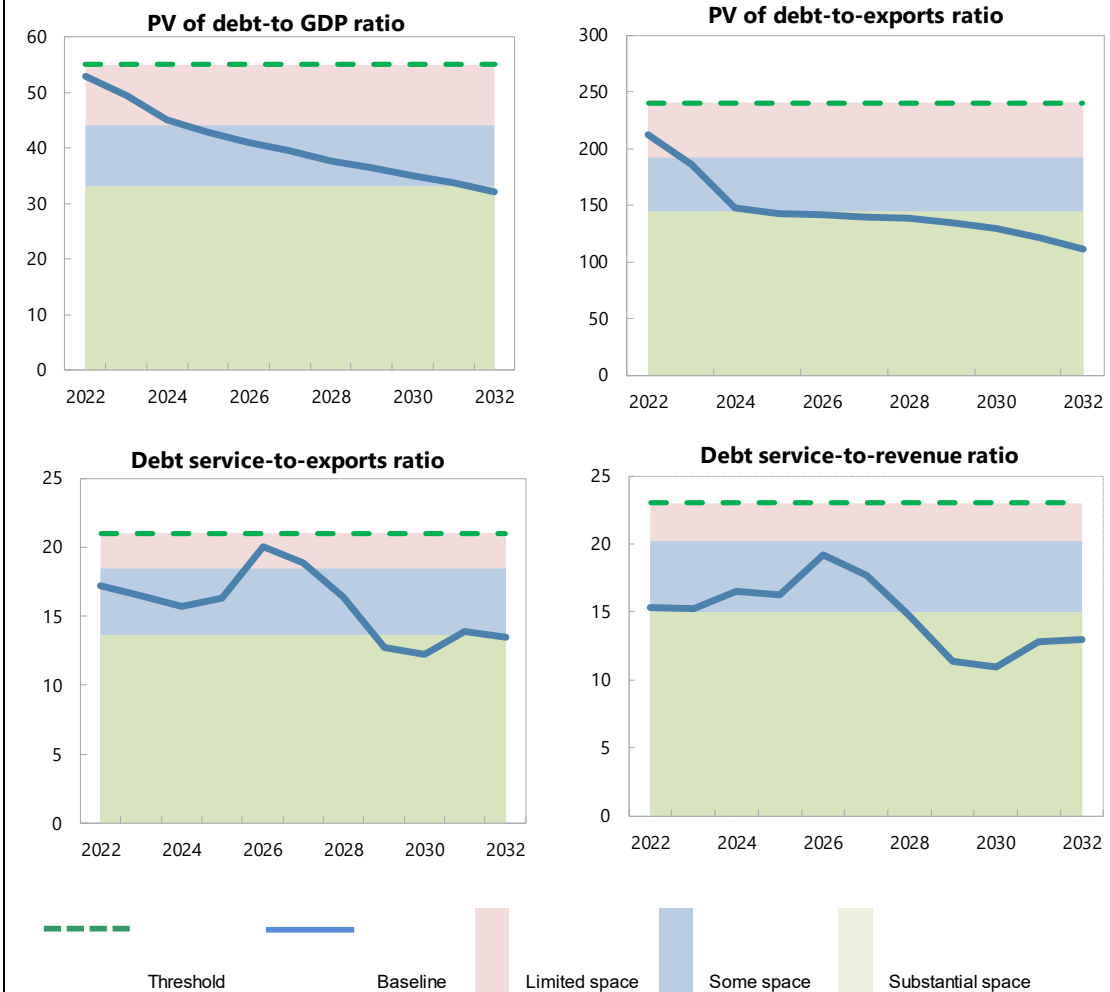 PV of debt-to GDP ratio
60
50
40
30
20
10
0
2022 2024 2026 2028 2030 2032
PV of debt-to-exports ratio
300
250
200
150
100
50
0
2022 2024 2026 2028 2030 2032
Debt service-to-exports ratio
25
20
15
10
5
0
2022 2024 2026 2028 2030 2032
Debt service-to-revenue ratio
25
20
15
10
5
0
2022 2024 2026 2028 2030 2032
Threshold Baseline Limited space Some space Substantial space